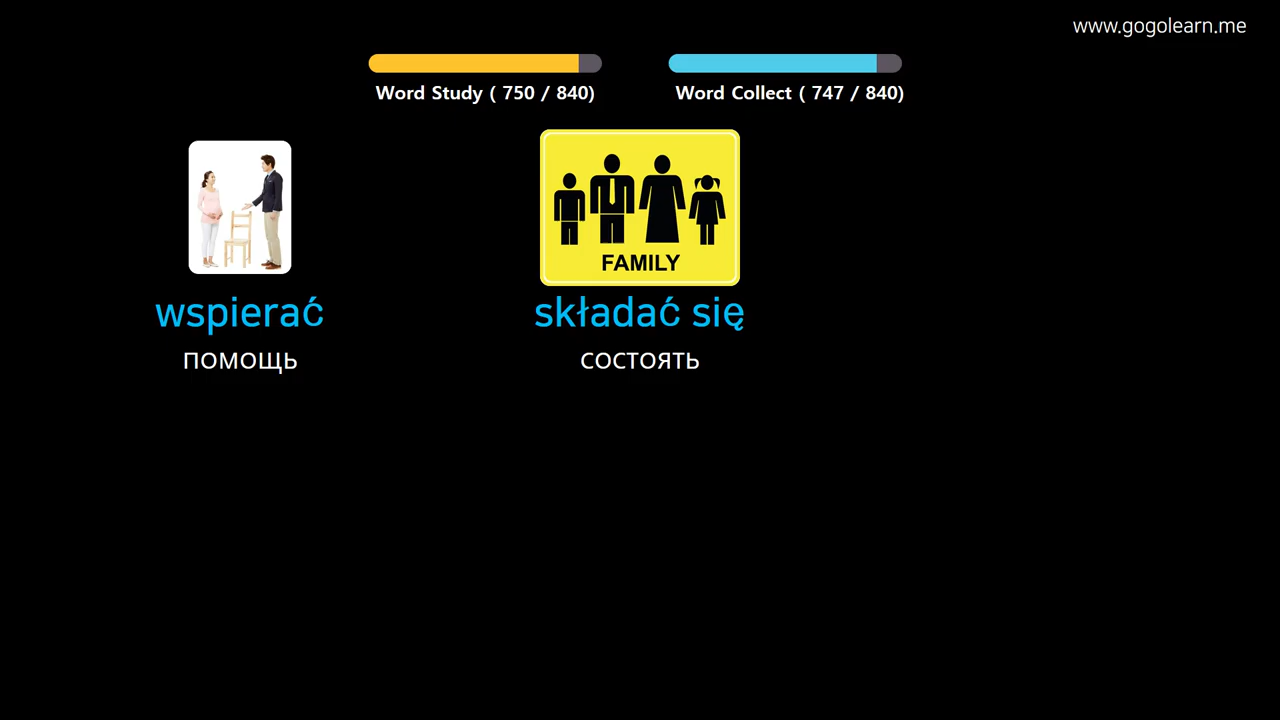 www.gogolearn.me
Word Study ( 750 / 840)
Word Collect ( 747 / 840)
FAMILY
wspierać
składać się
помощь
состоять